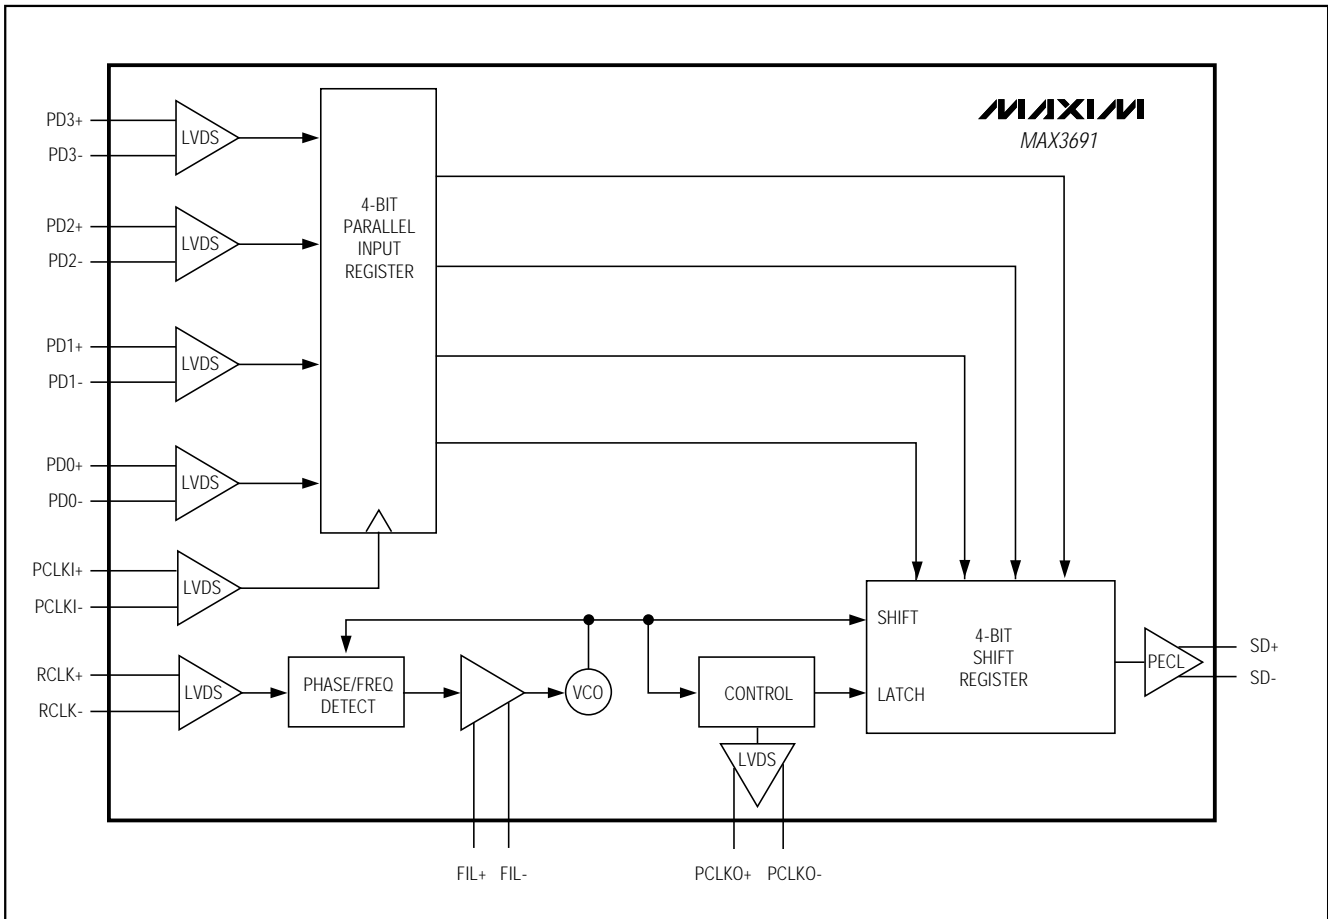 MAXIM
MAX3691
PD3+
PD3-
LVDS
PD2+
PD2-
LVDS
4-BIT
PARALLEL
INPUT
REGISTER
PD1+
PD1-
LVDS
PD0+
PD0-
LVDS
PCLKI+
PCLKI-
LVDS
RCLK+
RCLK-
LVDS
PHASE/FREQ
DETECT
VCO
CONTROL
LVDS
SHIFT
LATCH
4-BIT
SHIFT
REGISTER
PECL
SD+
SD-
FIL+
FIL-
PCLKO+
PCLKO-